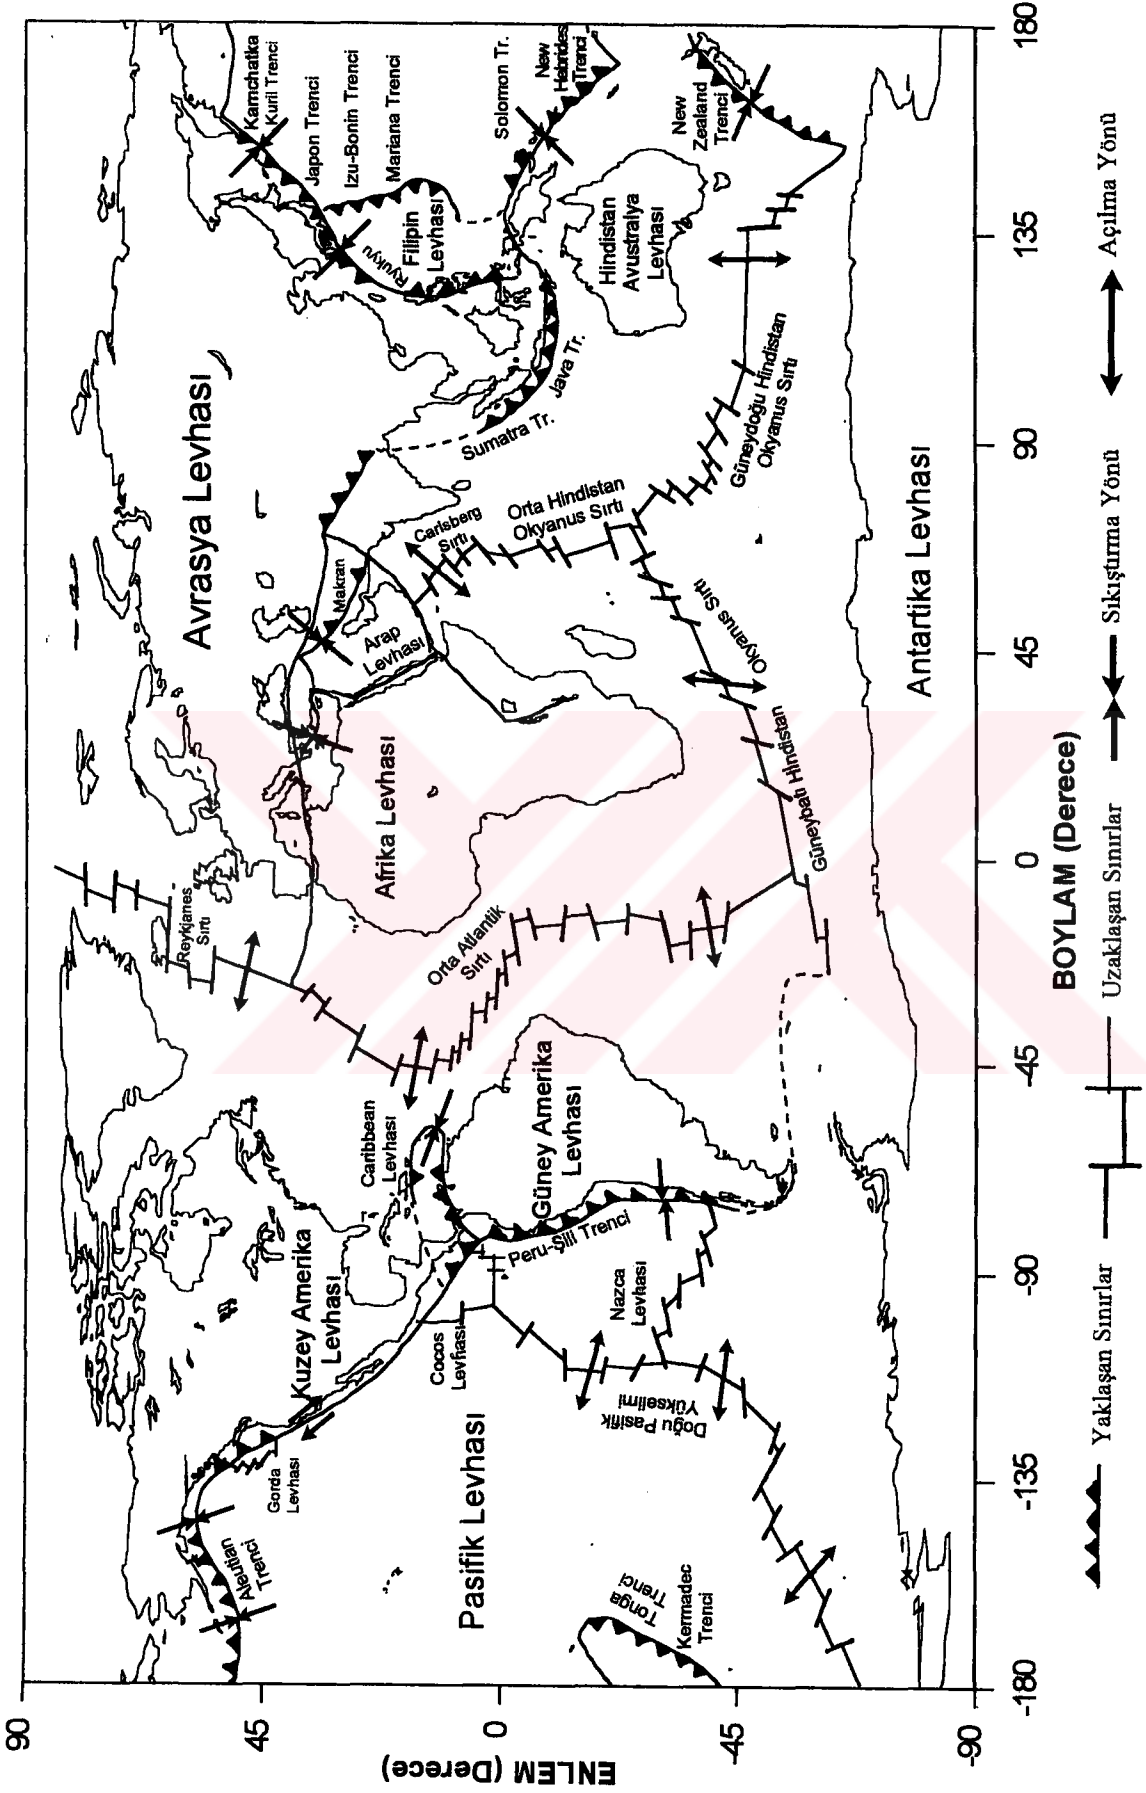 90
45
0
-45
-90
ENLEM (Derece)
-180
-135
-90
-45
0
45
90
135
180
BOYLAM (Derece)
Avrasya Levhası
Kamchatka
Kuril Trenci
Japon Trenci
Izu-Bonin Trenci
Mariana Trenci
Ryukyu
Filipin
Levhası
Solomon Tr.
New
Hebrides
Trenci
New
Zealand
Trenci
Hindistan
Avustralya
Levhası
Java Tr.
Sumatra Tr.
Makran
Arap
Levhası
Carlsberg
Sırtı
Orta Hindistan
Okyanus Sırtı
Güneydoğu Hindistan
Okyanus Sırtı
Güneybatı Hindistan
Okyanus Sırtı
Antartika Levhası
Afrika Levhası
Reykjanes
Sırtı
Orta Atlantik
Sırtı
Caribbean
Levhası
Güney Amerika
Levhası
Peru-Şili Trenci
Kuzey Amerika
Levhası
Cocos
Levhası
Nazca
Levhası
Doğu Pasifik
Yükselimi
Gorda
Levhası
Aleutian
Trenci
Pasifik Levhası
Tonga
Trenci
Kermadec
Trenci
Yaklaşan Sınırlar
Uzaklaşan Sınırlar
Sıkıştırma Yönü
Açılma Yönü